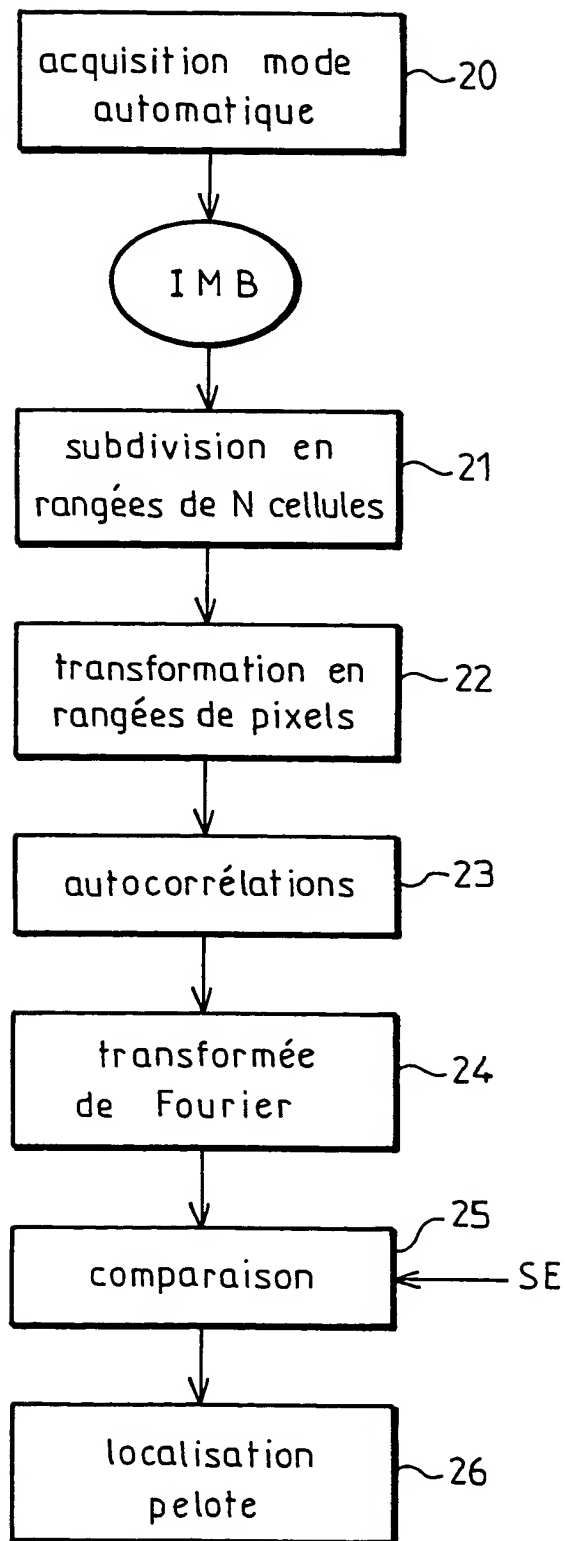 acquisition mode
automatique
20
IMB
subdivision en
rangées de N cellules
21
transformation en
rangées de pixels
22
autocorrélations
23
transformée
de Fourier
24
25
comparaison
SE
localisation
pelote
26